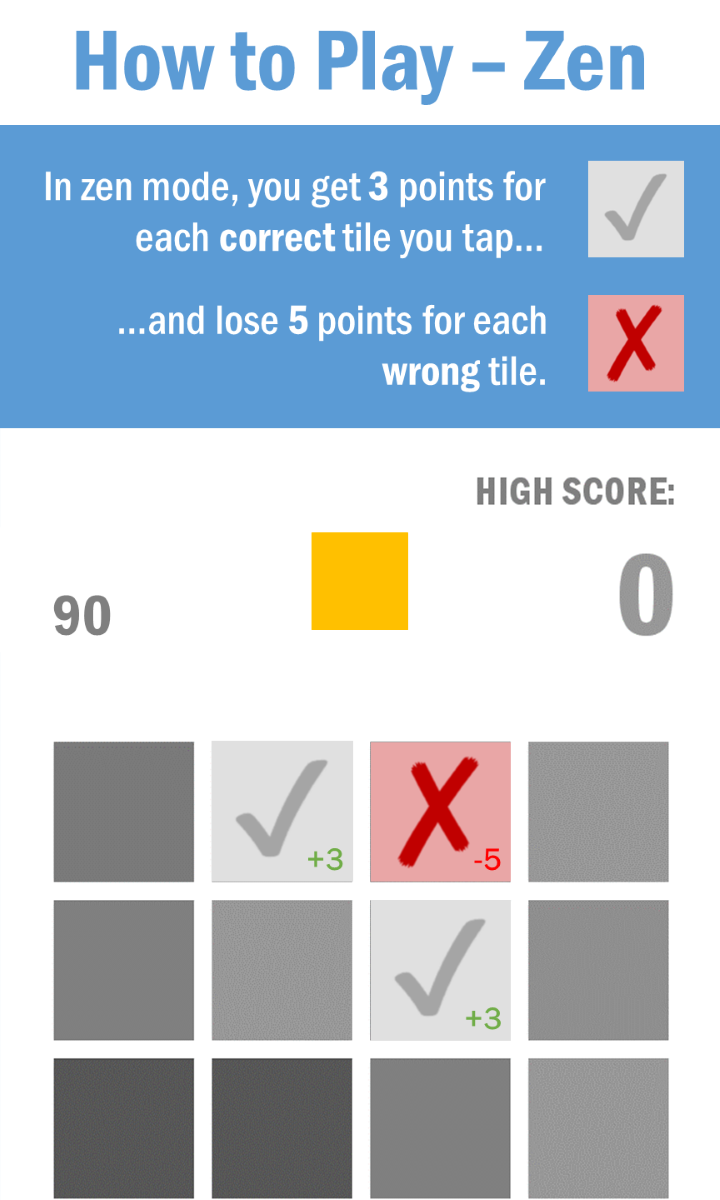 How to Play – Zen
In zen mode, you get 3 points for
each correct tile you tap...
...and lose 5 points for each
wrong tile.
HIGH SCORE:
90
0
+3
-5
+3